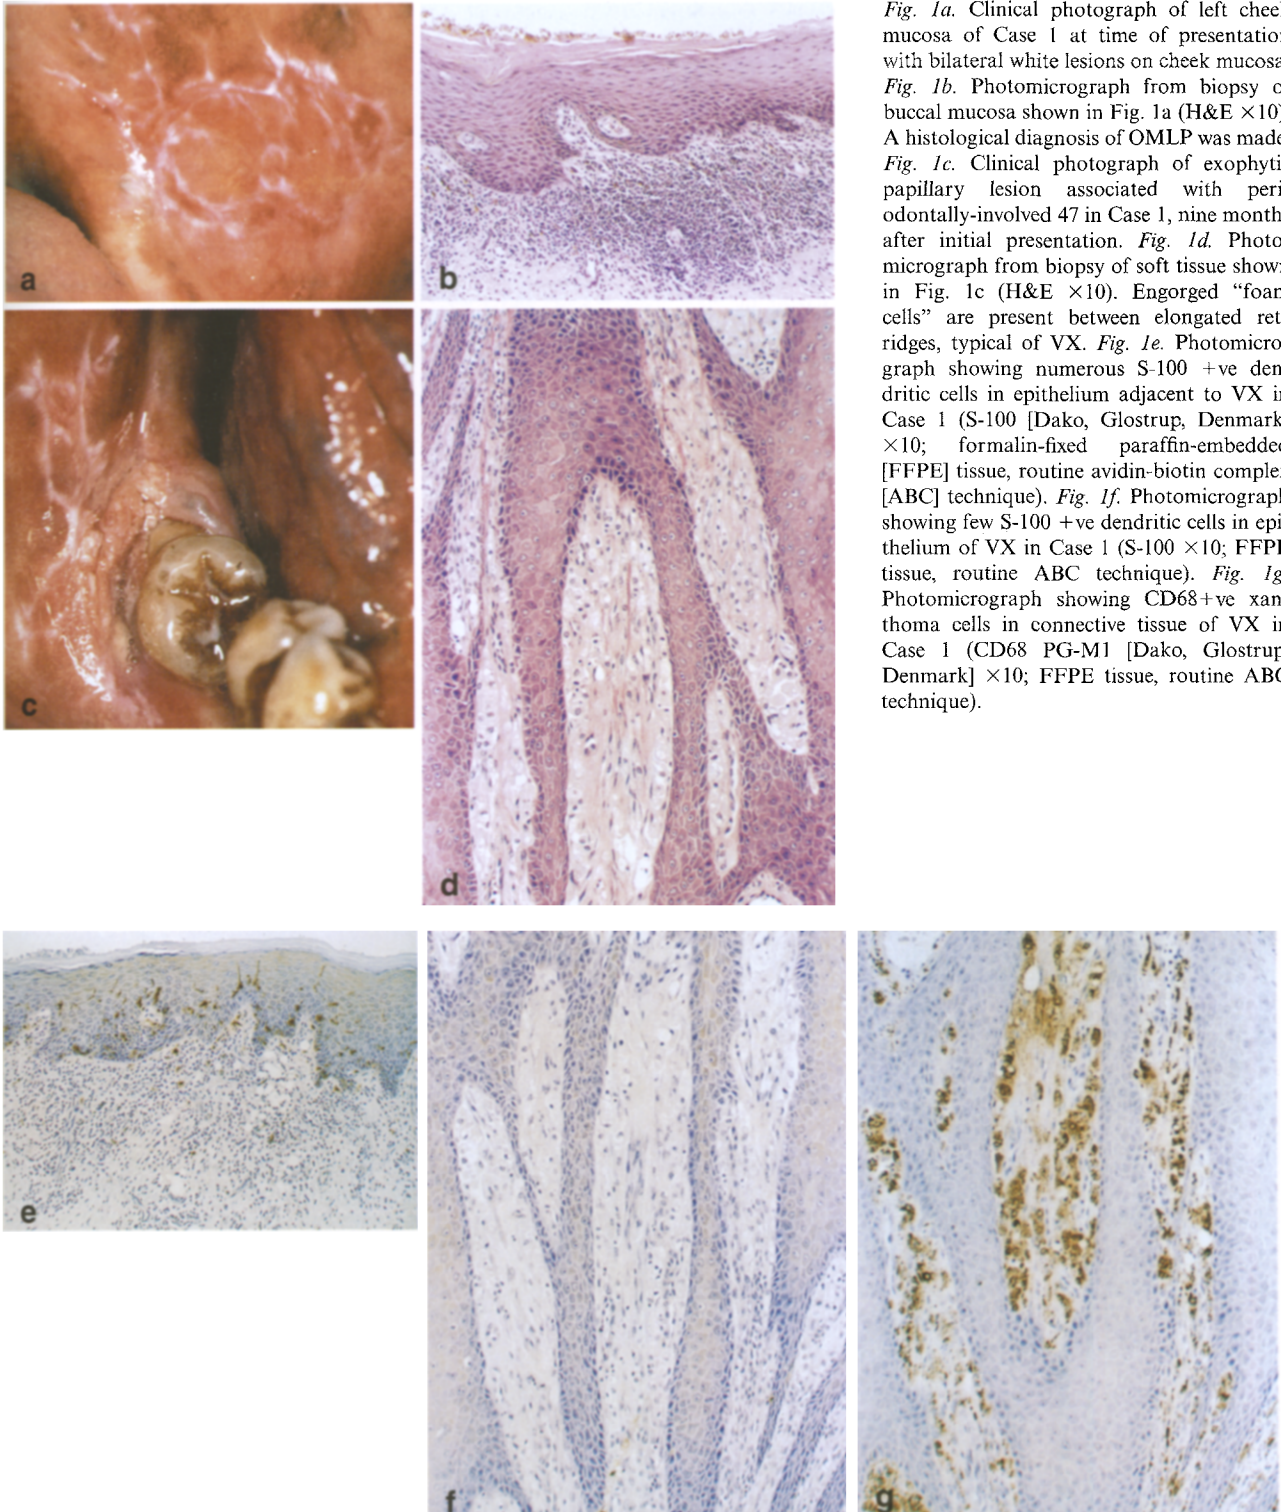 Fig. 1a. Clinical photograph of left chee
mucosa of Case 1 at time of presentatio
with bilateral white lesions on cheek mucosa
Fig. 1b. Photomicrograph from biopsy o
buccal mucosa shown in Fig. 1a (H&E ×10)
A histological diagnosis of OMLP was made
Fig. 1c. Clinical photograph of exophyti
papillary lesion associated with peri
odontally-involved 47 in Case 1, nine month
after initial presentation. Fig. 1d. Photo
micrograph from biopsy of soft tissue show
in Fig. 1c (H&E ×10). Engorged “foam
cells” are present between elongated ret
ridges, typical of VX. Fig. 1e. Photomicro
graph showing numerous S-100 +ve den
dritic cells in epithelium adjacent to VX i
Case 1 (S-100 [Dako, Glostrup, Denmark
×10; formalin-fixed paraffin-embedde
[FFPE] tissue, routine avidin-biotin comple
[ABC] technique). Fig. 1f. Photomicrograph
showing few S-100 +ve dendritic cells in epi
thelium of VX in Case 1 (S-100 ×10; FFPE
tissue, routine ABC technique). Fig. 1g
Photomicrograph showing CD68+ve xan
thoma cells in connective tissue of VX i
Case 1 (CD68 PG-M1 [Dako, Glostrup
Denmark] ×10; FFPE tissue, routine ABC
technique).
a
b
c
d
e
f
g